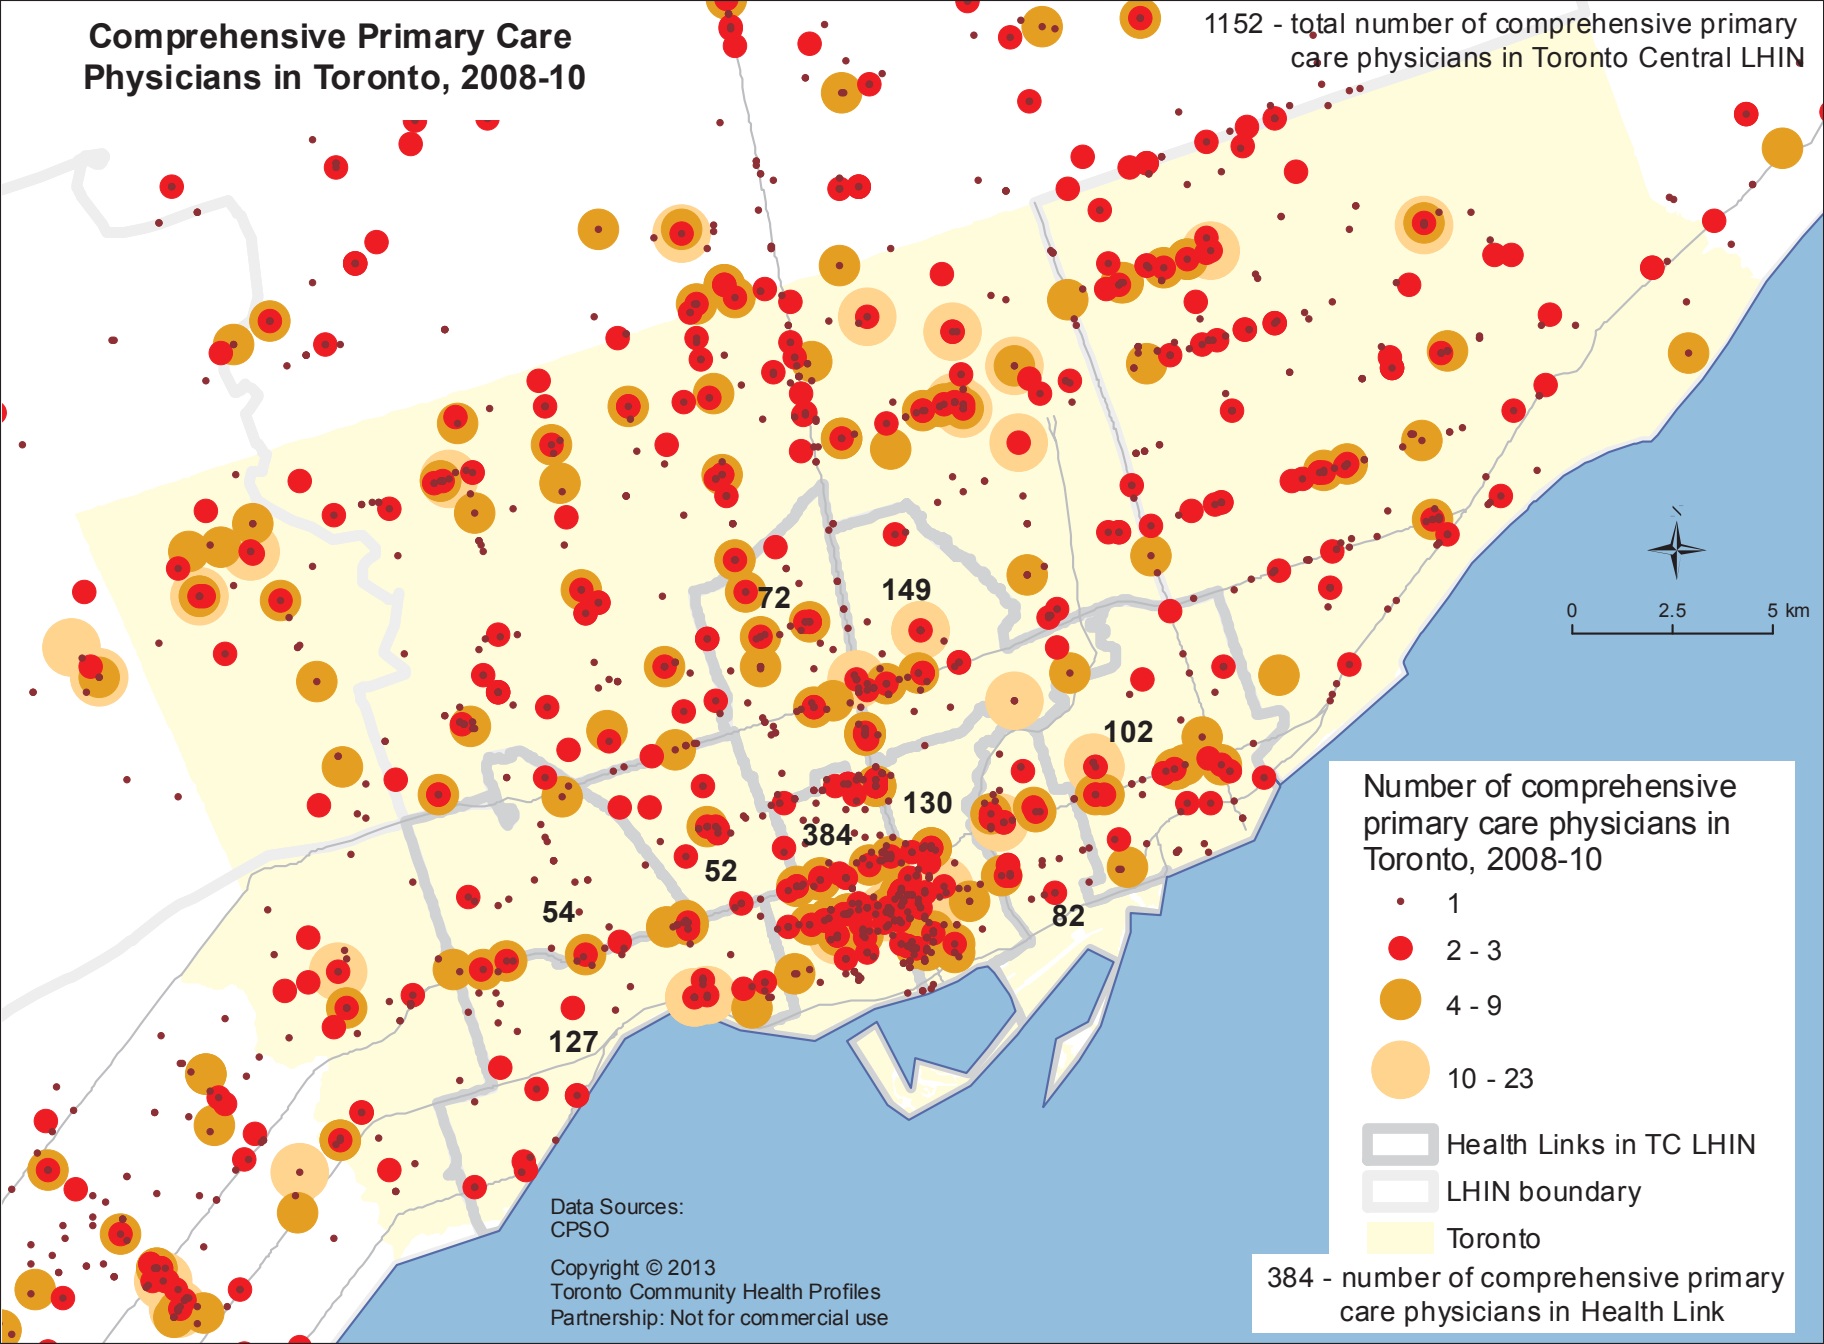 Comprehensive Primary Care
Physicians in Toronto, 2008-10
1152 - total number of comprehensive primary
care physicians in Toronto Central LHIN
N
0 2.5 5 km
72
149
102
130
384
52
54
82
127
Number of comprehensive
primary care physicians in
Toronto, 2008-10
1
2 - 3
4 - 9
10 - 23
Health Links in TC LHIN
LHIN boundary
Toronto
384 - number of comprehensive primary
care physicians in Health Link
Data Sources:
CPSO
Copyright © 2013
Toronto Community Health Profiles
Partnership: Not for commercial use